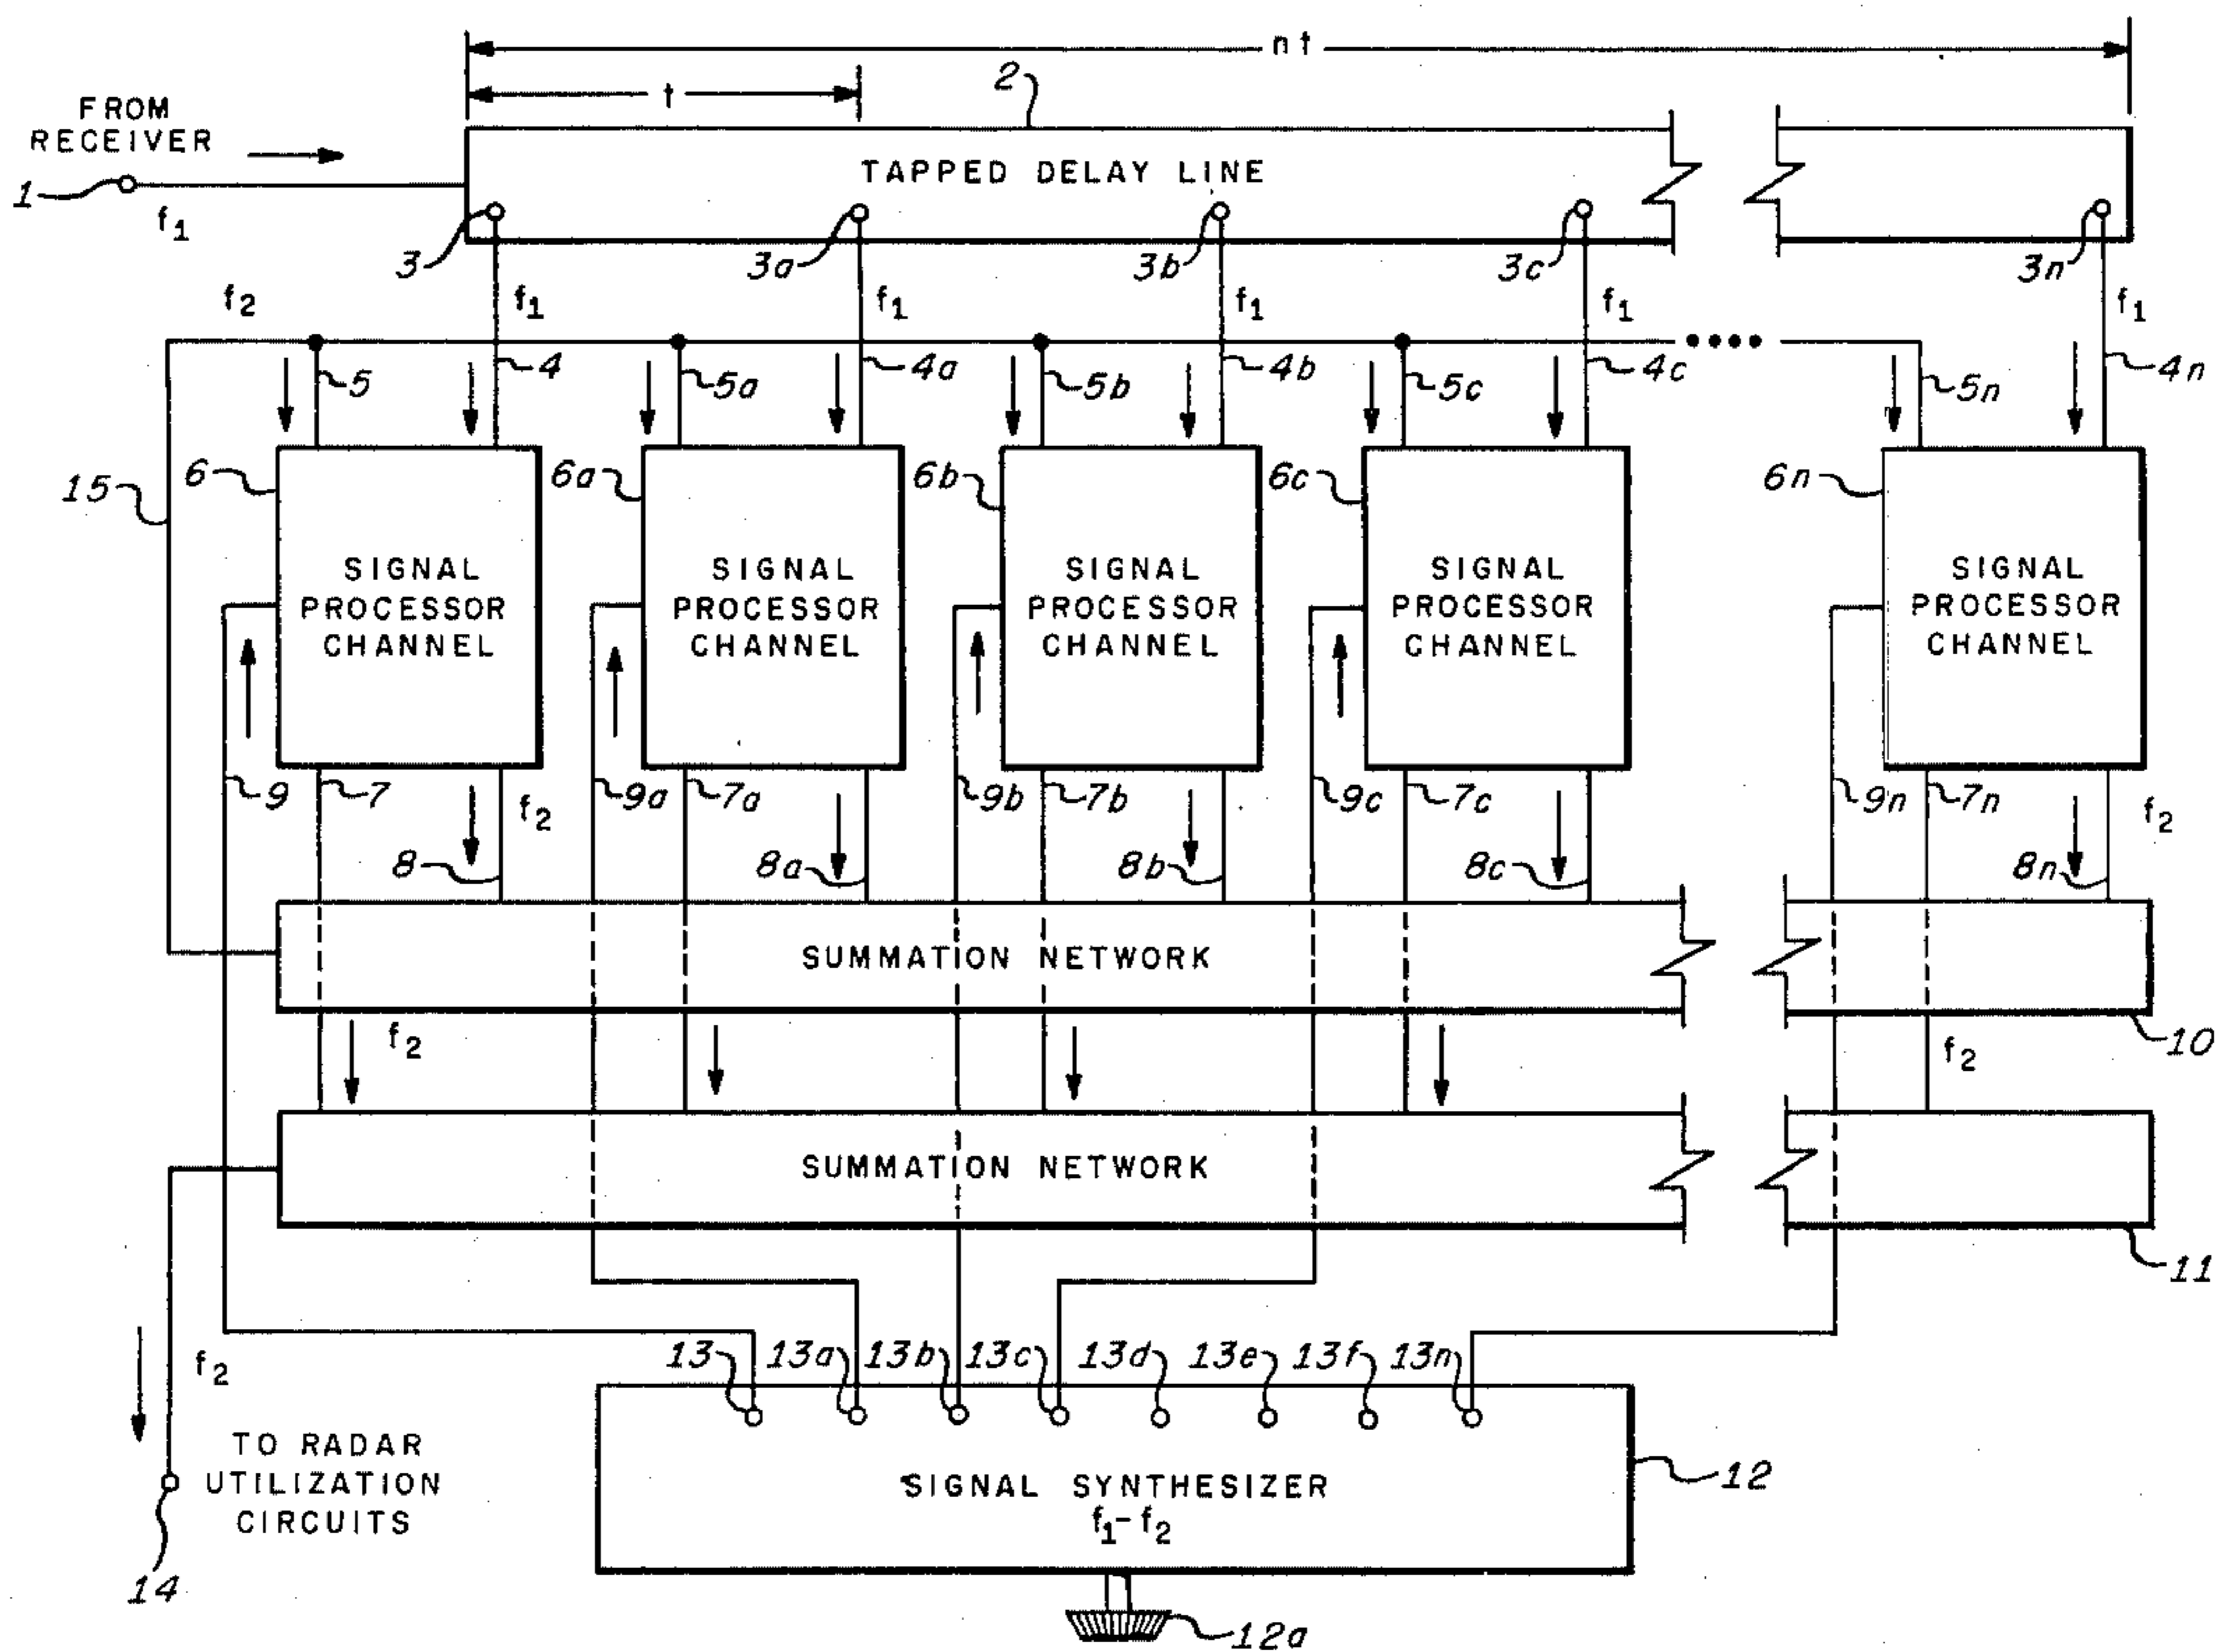 nt
t
2
FROM
RECEIVER
TAPPED DELAY LINE
1
f1
3
3a
3b
3c
3n
f2
f1
f1
f1
f1
f1
5
4
5a
4a
5b
4b
5c
4c
5n
4n
15
6
6a
6b
6c
6n
SIGNAL
PROCESSOR
CHANNEL
SIGNAL
PROCESSOR
CHANNEL
SIGNAL
PROCESSOR
CHANNEL
SIGNAL
PROCESSOR
CHANNEL
SIGNAL
PROCESSOR
CHANNEL
9
7
f2
9a
7a
9b
7b
9c
7c
9n
7n
f2
8
8a
8b
8c
8n
SUMMATION NETWORK
f2
f2
10
SUMMATION NETWORK
11
f2
13
13a
13b
13c
13d
13e
13f
13n
TO RADAR
UTILIZATION
CIRCUITS
14
SIGNAL SYNTHESIZER
f1-f2
12
12a